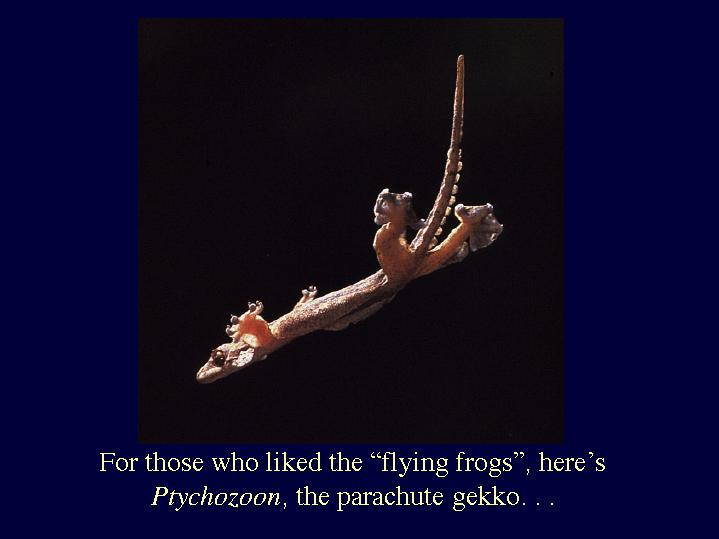 For those who liked the “flying frogs”, here’s
Ptychozoon, the parachute gekko. . .